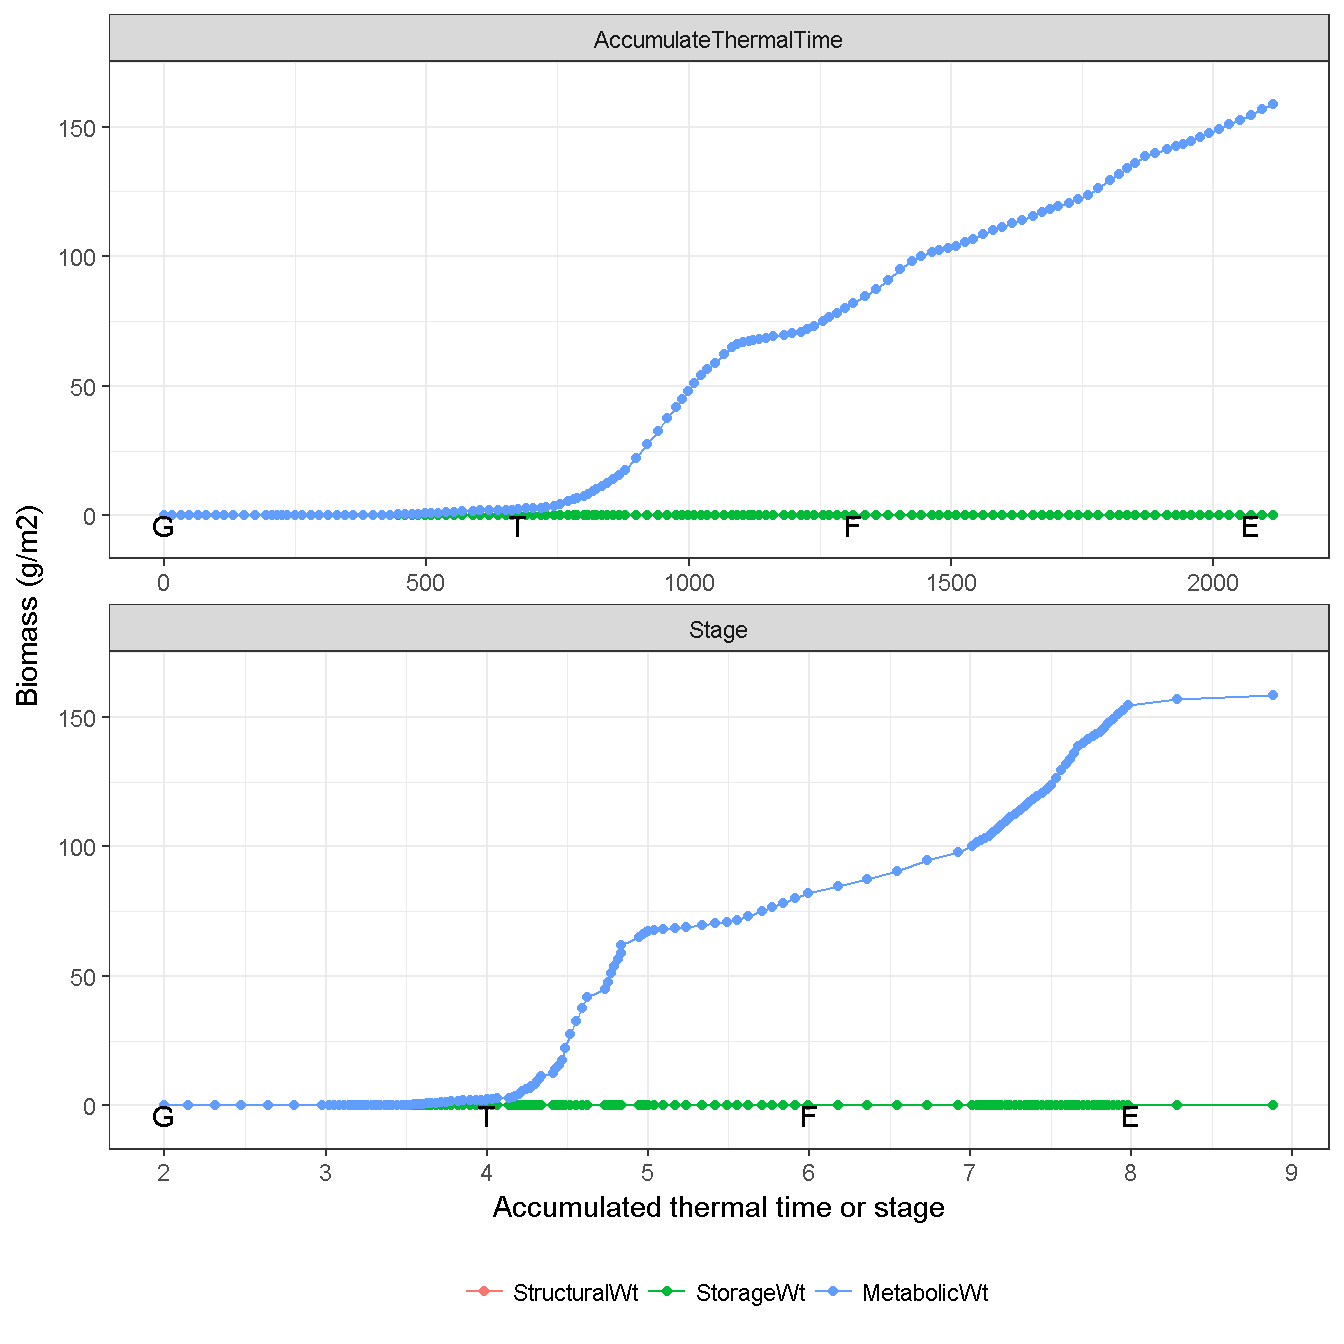 AccumulateThermalTime
150
100
50
0
G T F E
0 500 1000 1500 2000
Biomass (g/m2)
Stage
150
100
50
0
G T F E
2 3 4 5 6 7 8 9
Accumulated thermal time or stage
StructuralWt StorageWt MetabolicWt